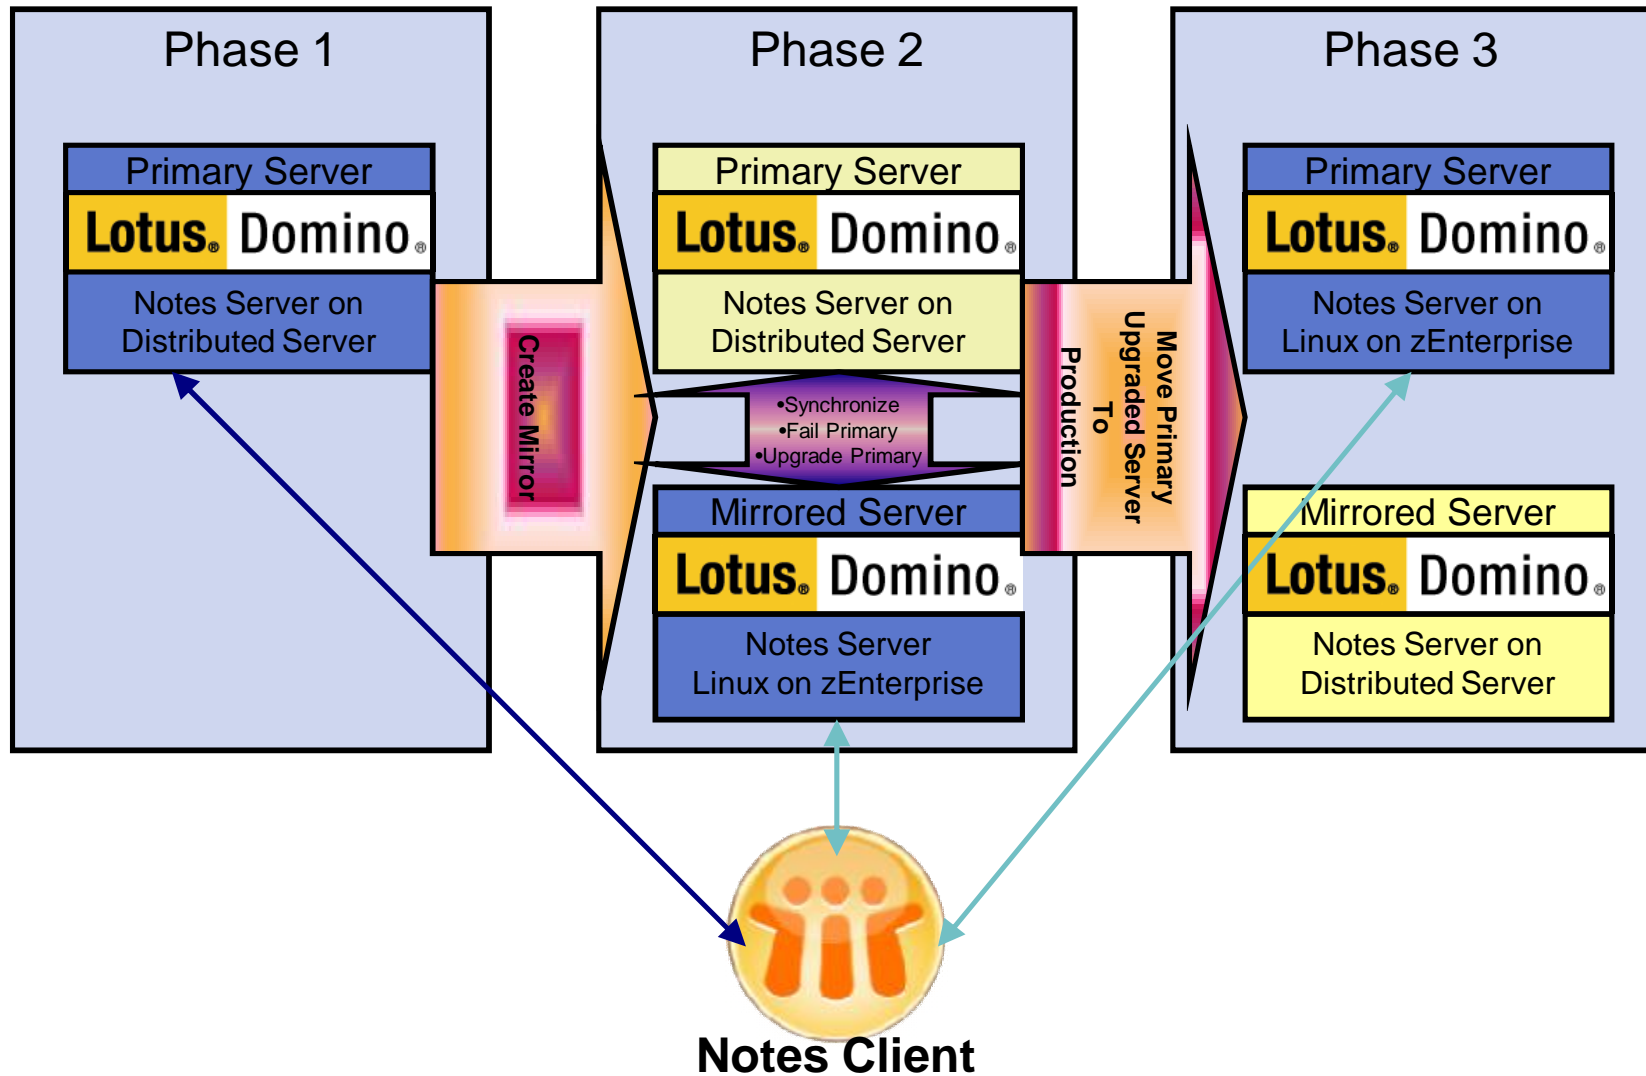 Phase 1
Primary Server
Lotus® Domino®
Notes Server on
Distributed Server
Create Mirror
Phase 2
Primary Server
Lotus® Domino®
Notes Server on
Distributed Server
•Synchronize
•Fail Primary
•Upgrade Primary
Mirrored Server
Lotus® Domino®
Notes Server
Linux on zEnterprise
Move Primary
Upgraded Server
To
Production
Phase 3
Primary Server
Lotus® Domino®
Notes Server on
Linux on zEnterprise
Mirrored Server
Lotus® Domino®
Notes Server on
Distributed Server
Notes Client